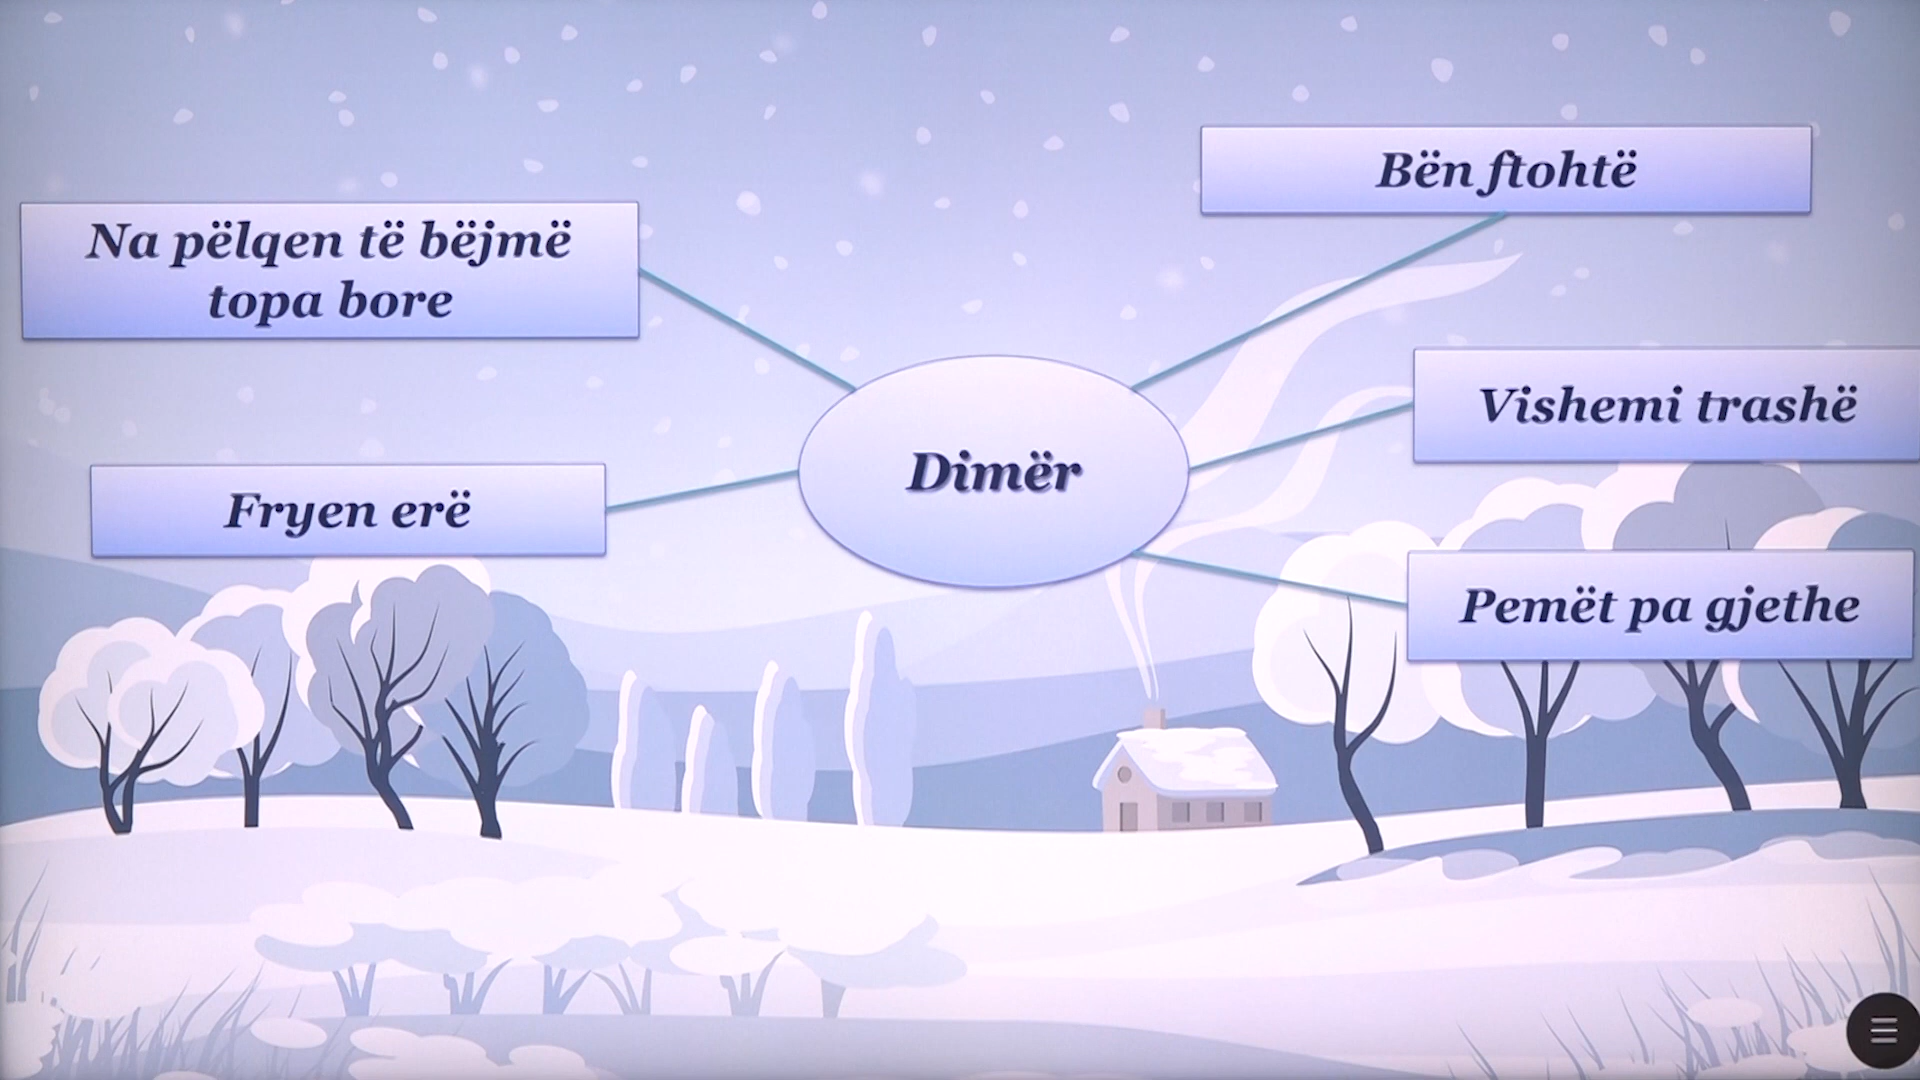 Bën ftohtë
Na pëlqen të bëjmë
topa bore
Vishemi trashë
Dimër
Fryen erë
Pemët pa gjethe